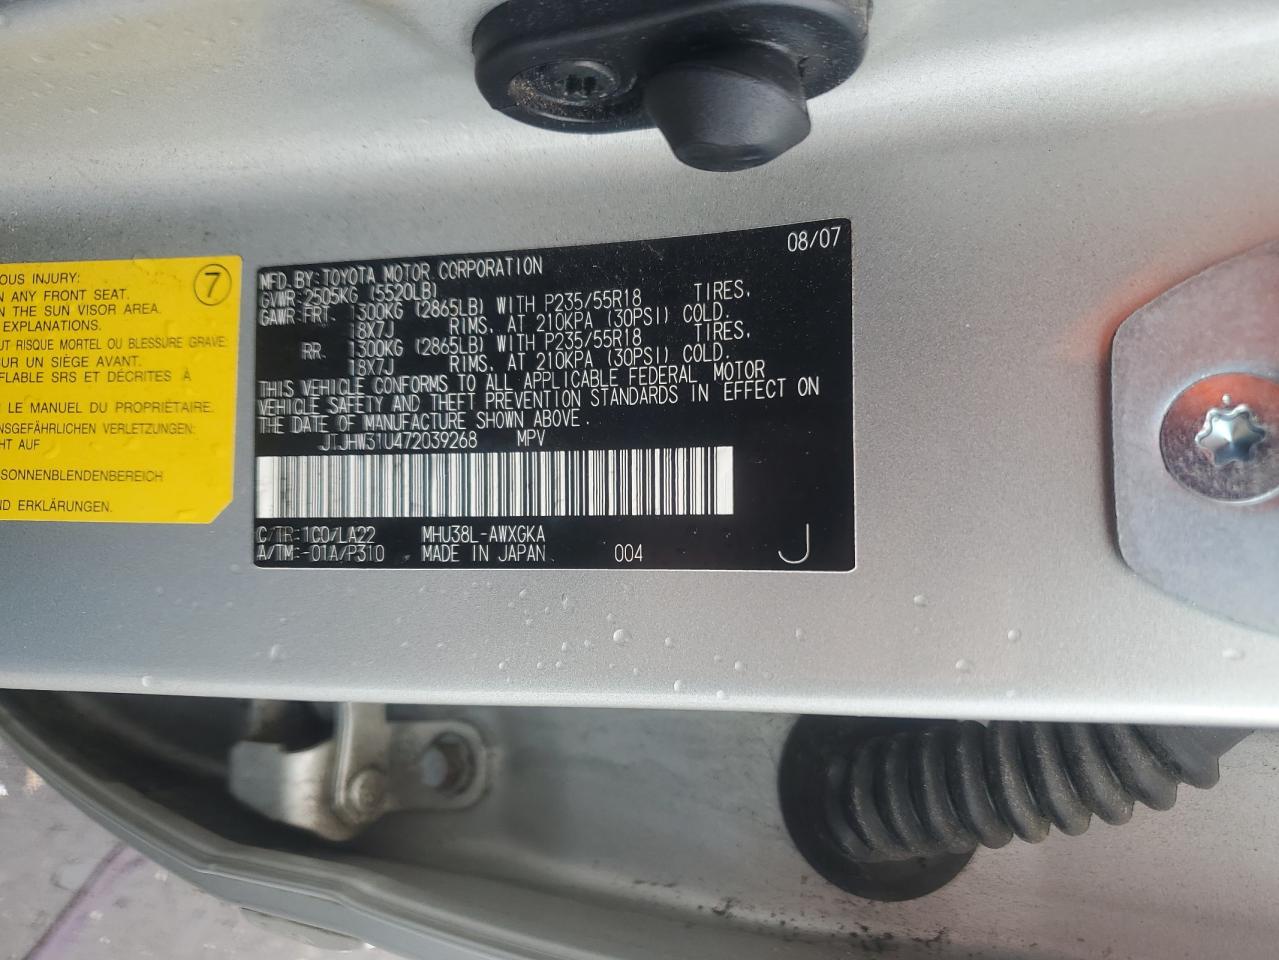 OUS INJURY:
N ANY FRONT SEAT.
N THE SUN VISOR AREA.
EXPLANATIONS.
UT RISQUE MORTEL OU BLESSURE GRAVE:
UR UN SIÈGE AVANT.
FLABLE SRS ET DÉCRITES À
LE MANUEL DU PROPRIÉTAIRE.
NSGEFÄHRLICHEN VERLETZUNGEN:
HT AUF
SONNENBLENDENBEREICH
ND ERKLÄRUNGEN.
7
08/07
MFD.BY:TOYOTA MOTOR CORPORATION
GVWR:2505KG (5520LB)
GAWR:FRT. 1300KG (2865LB) WITH P235/55R18 TIRES,
18X7J RIMS, AT 210KPA (30PSI) COLD.
RR. 1300KG (2865LB) WITH P235/55R18 TIRES,
18X7J RIMS, AT 210KPA (30PSI) COLD.
THIS VEHICLE CONFORMS TO ALL APPLICABLE FEDERAL MOTOR
VEHICLE SAFETY AND THEFT PREVENTION STANDARDS IN EFFECT ON
THE DATE OF MANUFACTURE SHOWN ABOVE.
JTJHW31U472039268 MPV
C/TR:1C0/LA22 MHU38L-AWXGKA
A/TM:-01A/P310 MADE IN JAPAN 004 J